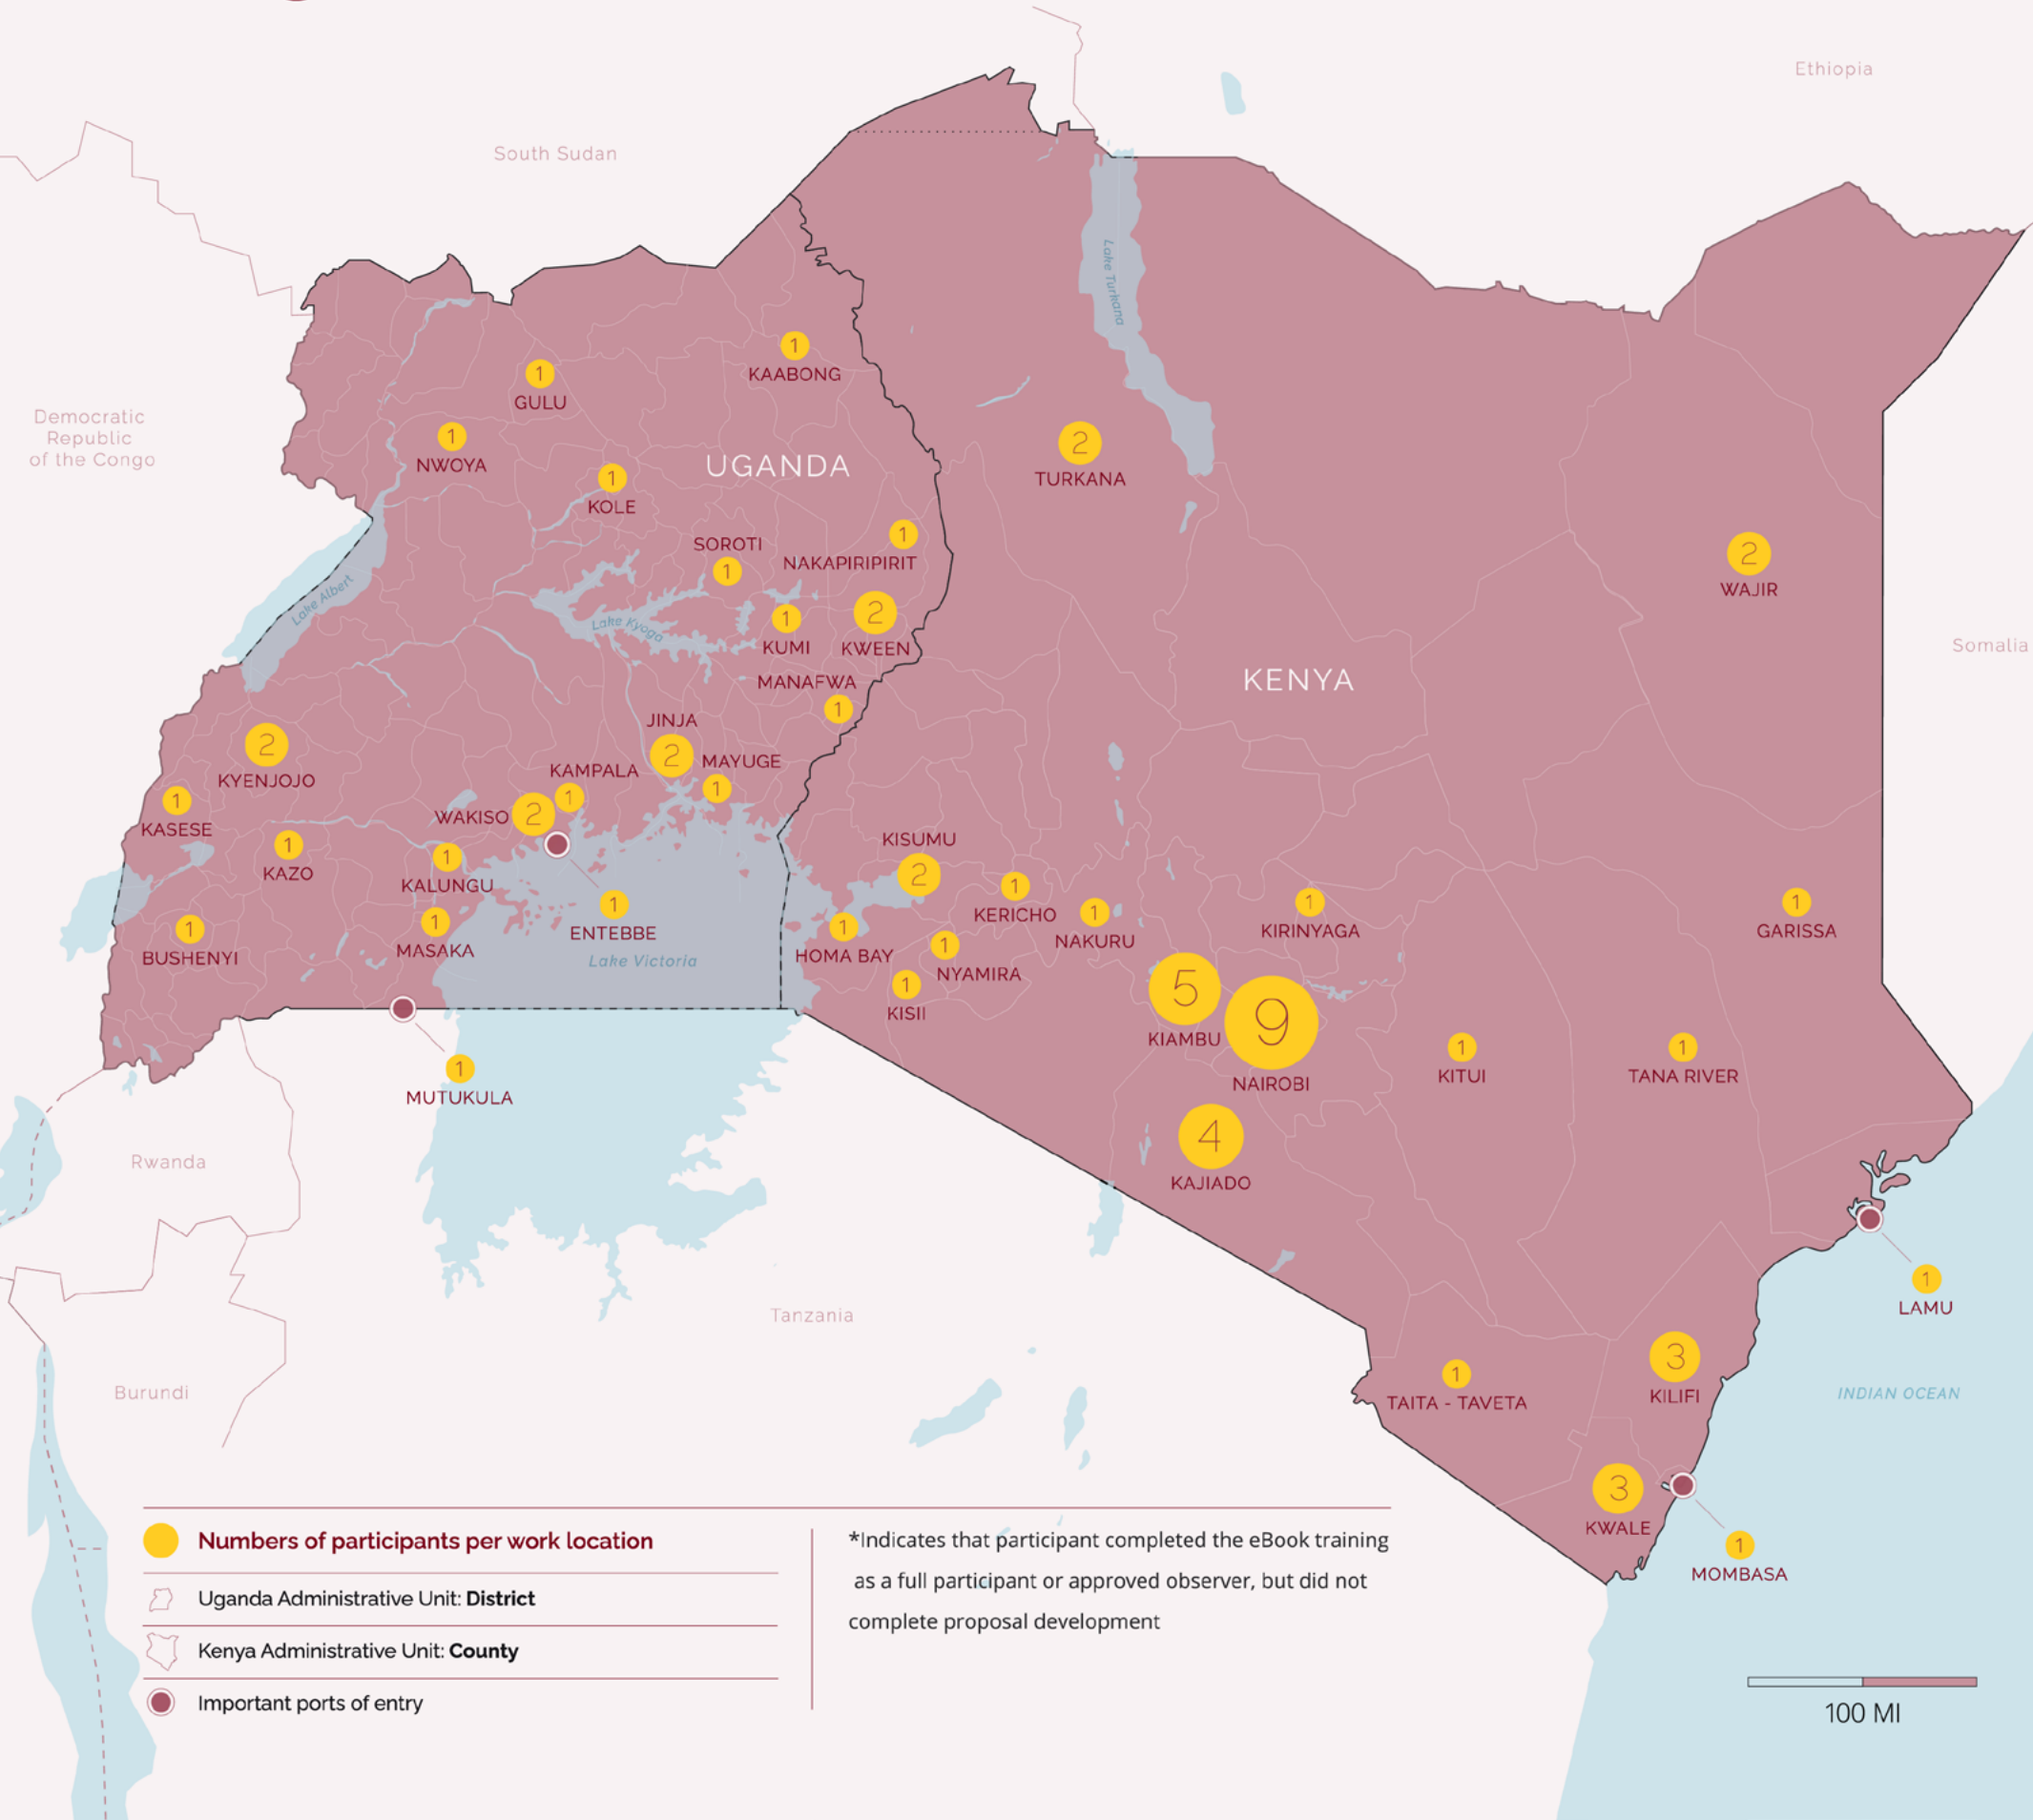 Ethiopia
South Sudan
Lake Turkana
1
KAABONG
1
GULU
Democratic
Republic
of the Congo
1
NWOYA
UGANDA
2
TURKANA
1
KOLE
SOROTI
1
1
NAKAPIRIPIRIT
2
WAJIR
Lake Albert
Lake Kyoga
1
KUMI
2
KWEEN
Somalia
MANAFWA
1
KENYA
2
KYENJOJO
JINJA
2
MAYUGE
1
KAMPALA
1
WAKISO 2
1
KASESE
1
KAZO
1
KALUNGU
KISUMU
2
1
KERICHO
1
NAKURU
1
KIRINYAGA
1
GARISSA
1
BUSHENYI
1
MASAKA
1
ENTEBBE
Lake Victoria
1
HOMA BAY
1
NYAMIRA
1
KISII
5
KIAMBU
9
NAIROBI
1
KITUI
1
TANA RIVER
1
MUTUKULA
4
KAJIADO
Rwanda
1
LAMU
Tanzania
Burundi
1
TAITA - TAVETA
3
KILIFI
INDIAN OCEAN
3
KWALE
1
MOMBASA
Numbers of participants per work location
Uganda Administrative Unit: District
Kenya Administrative Unit: County
Important ports of entry
*Indicates that participant completed the eBook training
as a full participant or approved observer, but did not
complete proposal development
100 MI